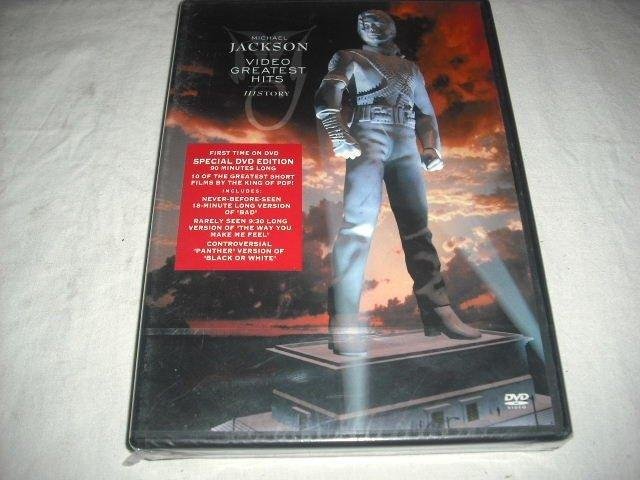 MICHAEL
JACKSON
VIDEO
GREATEST
HITS
HISTORY
FIRST TIME ON DVD
SPECIAL DVD EDITION
90 MINUTES LONG
10 OF THE GREATEST SHORT
FILMS BY THE KING OF POP!
INCLUDES:
NEVER-BEFORE-SEEN
18-MINUTE LONG VERSION
OF 'BAD'
RARELY SEEN 9:30 LONG
VERSION OF 'THE WAY YOU
MAKE ME FEEL'
CONTROVERSIAL
'PANTHER' VERSION OF
'BLACK OR WHITE'
DVD
VIDEO